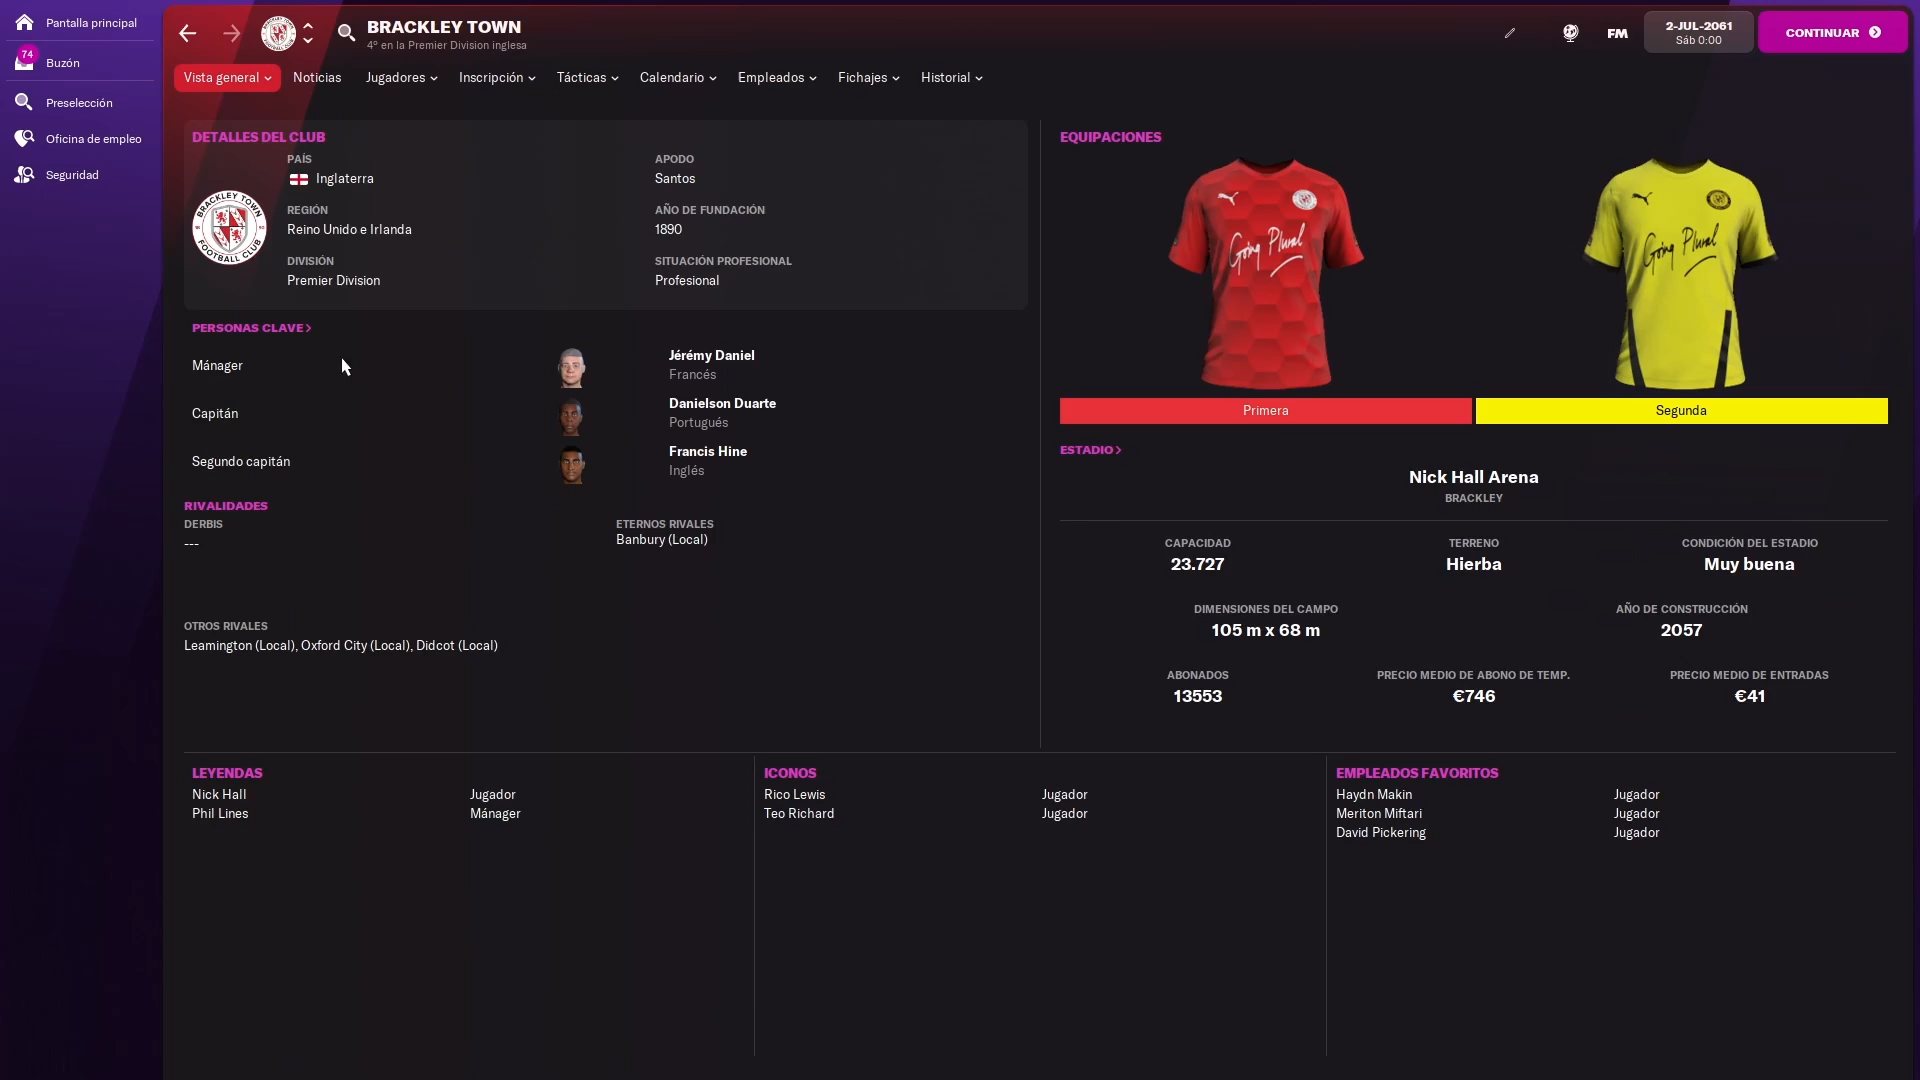 Pantalla principal
74
Buzón
Preselección
Oficina de empleo
Seguridad
BRACKLEY TOWN
4º en la Premier Division inglesa
FM
2-JUL-2061
Sáb 0:00
CONTINUAR
Vista general
Noticias
Jugadores
Inscripción
Tácticas
Calendario
Empleados
Fichajes
Historial
DETALLES DEL CLUB
BRACKLEY TOWN
FOOTBALL CLUB
PAÍS
Inglaterra
APODO
Santos
REGIÓN
Reino Unido e Irlanda
AÑO DE FUNDACIÓN
1890
DIVISIÓN
Premier Division
SITUACIÓN PROFESIONAL
Profesional
PERSONAS CLAVE
Mánager
Jérémy Daniel
Francés
Capitán
Danielson Duarte
Portugués
Segundo capitán
Francis Hine
Inglés
RIVALIDADES
DERBIS
---
ETERNOS RIVALES
Banbury (Local)
OTROS RIVALES
Leamington (Local), Oxford City (Local), Didcot (Local)
EQUIPACIONES
Going Plural
Going Plural
Primera
Segunda
ESTADIO
Nick Hall Arena
BRACKLEY
CAPACIDAD
23.727
TERRENO
Hierba
CONDICIÓN DEL ESTADIO
Muy buena
DIMENSIONES DEL CAMPO
105 m x 68 m
AÑO DE CONSTRUCCIÓN
2057
ABONADOS
13553
PRECIO MEDIO DE ABONO DE TEMP.
€746
PRECIO MEDIO DE ENTRADAS
€41
LEYENDAS
Nick Hall Jugador
Phil Lines Mánager
ICONOS
Rico Lewis Jugador
Teo Richard Jugador
EMPLEADOS FAVORITOS
Haydn Makin Jugador
Meriton Miftari Jugador
David Pickering Jugador